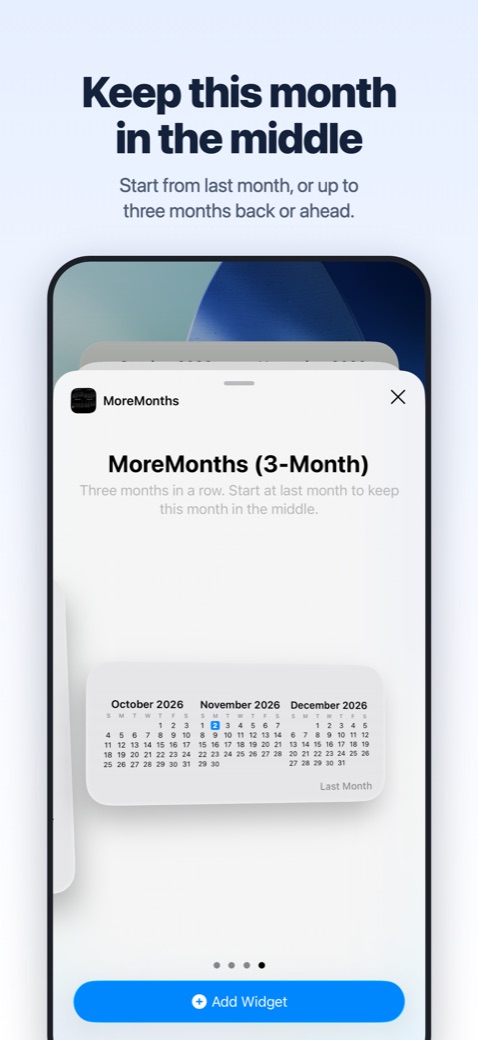 Keep this month
in the middle
Start from last month, or up to
three months back or ahead.
MoreMonths
MoreMonths (3-Month)
Three months in a row. Start at last month to keep
this month in the middle.
October 2026 November 2026 December 2026
S M T W T F S S M T W T F S S M T W T F S
1 2 3 1 2 3 4 5 6 7 1 2 3 4 5
4 5 6 7 8 9 10 8 9 10 11 12 13 14 6 7 8 9 10 11 12
11 12 13 14 15 16 17 15 16 17 18 19 20 21 13 14 15 16 17 18 19
18 19 20 21 22 23 24 22 23 24 25 26 27 28 20 21 22 23 24 25 26
25 26 27 28 29 30 31 29 30 27 28 29 30 31
Last Month
Add Widget